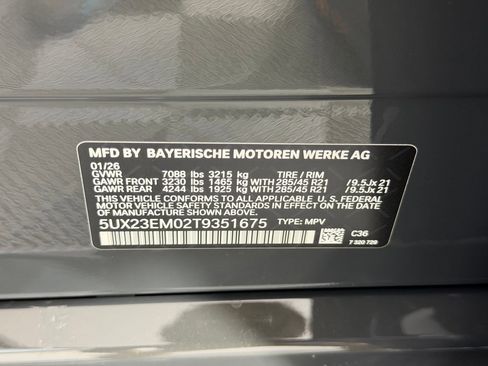 MFD BY BAYERISCHE MOTOREN WERKE AG
01/26
GVWR 7088 lbs 3215 kg TIRE / RIM
GAWR FRONT 3230 lbs 1465 kg WITH 285/45 R21 / 9.5Jx 21
GAWR REAR 4244 lbs 1925 kg WITH 285/45 R21 / 9.5Jx 21
THIS VEHICLE CONFORMS TO ALL APPLICABLE U. S. FEDERAL
MOTOR VEHICLE SAFETY STANDARDS IN EFFECT ON THE
DATE OF MANUFACTURE SHOWN ABOVE.
5UX23EM02T9351675 TYPE: MPV
C36
7 320 729